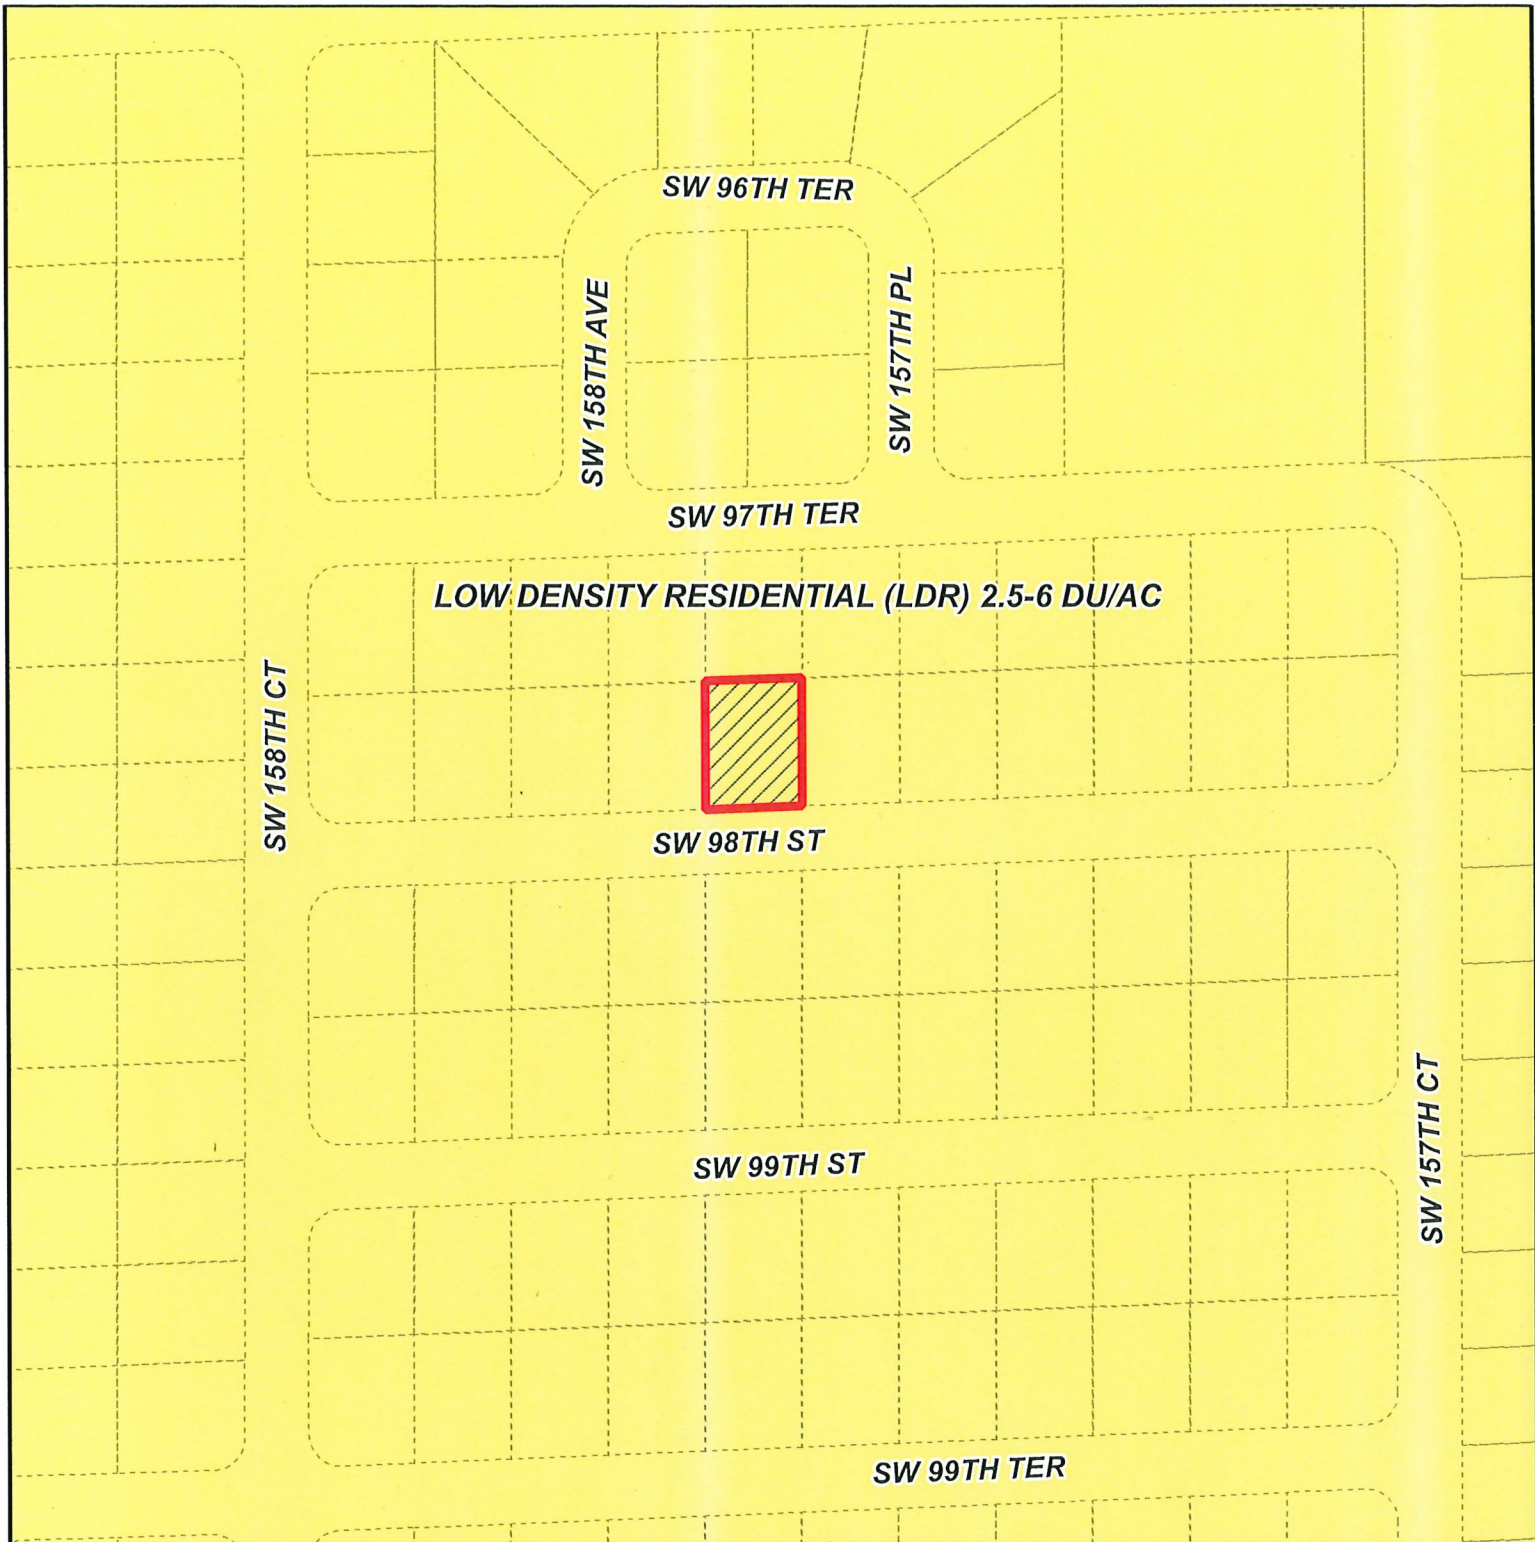 SW 96TH TER
SW 158TH AVE
SW 157TH PL
SW 97TH TER
LOW DENSITY RESIDENTIAL (LDR) 2.5-6 DU/AC
SW 158TH CT
SW 98TH ST
SW 157TH CT
SW 99TH ST
SW 99TH TER